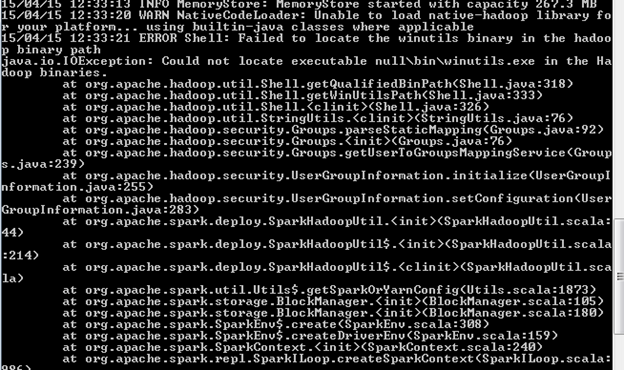 15/04/15 12:33:13 INFO MemoryStore: MemoryStore started with capacity 267.3 MB
15/04/15 12:33:20 WARN NativeCodeLoader: Unable to load native-hadoop library fo
r your platform... using builtin-java classes where applicable
15/04/15 12:33:21 ERROR Shell: Failed to locate the winutils binary in the hadoo
p binary path
java.io.IOException: Could not locate executable null\bin\winutils.exe in the Ha
doop binaries.
at org.apache.hadoop.util.Shell.getQualifiedBinPath(Shell.java:318)
at org.apache.hadoop.util.Shell.getWinUtilsPath(Shell.java:333)
at org.apache.hadoop.util.Shell.<clinit>(Shell.java:326)
at org.apache.hadoop.util.StringUtils.<clinit>(StringUtils.java:76)
at org.apache.hadoop.security.Groups.parseStaticMapping(Groups.java:92)
at org.apache.hadoop.security.Groups.<init>(Groups.java:76)
at org.apache.hadoop.security.Groups.getUserToGroupsMappingService(Group
s.java:239)
at org.apache.hadoop.security.UserGroupInformation.initialize(UserGroupI
nformation.java:255)
at org.apache.hadoop.security.UserGroupInformation.setConfiguration(User
GroupInformation.java:283)
at org.apache.spark.deploy.SparkHadoopUtil.<init>(SparkHadoopUtil.scala:
44)
at org.apache.spark.deploy.SparkHadoopUtil$.<init>(SparkHadoopUtil.scala
:214)
at org.apache.spark.deploy.SparkHadoopUtil$.<clinit>(SparkHadoopUtil.sca
la)
at org.apache.spark.util.Utils$.getSparkOrYarnConfig(Utils.scala:1873)
at org.apache.spark.storage.BlockManager.<init>(BlockManager.scala:105)
at org.apache.spark.storage.BlockManager.<init>(BlockManager.scala:180)
at org.apache.spark.SparkEnv$.create(SparkEnv.scala:308)
at org.apache.spark.SparkEnv$.createDriverEnv(SparkEnv.scala:159)
at org.apache.spark.SparkContext.<init>(SparkContext.scala:240)
at org.apache.spark.repl.SparkILoop.createSparkContext(SparkILoop.scala: